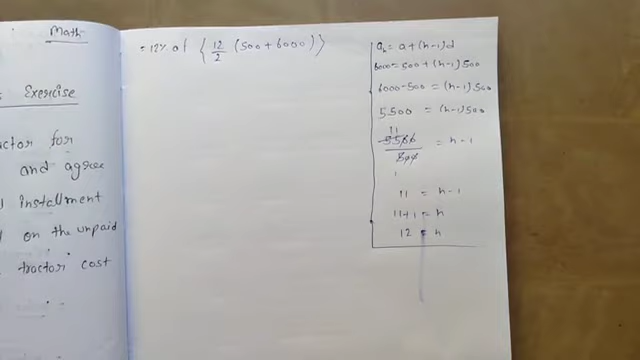 Math
Exercise
ctor for
and agree
installment
on the unpaid
tractor cost
= 12% of { 12/2 (500 + 6000) }
an = a + (n-1) d
6000 = 500 + (n-1) 500
6000 - 500 = (n-1) 500
5500 = (n-1) 500
11
5500/500 = n-1
1
11 = n-1
11+1 = n
12 = n